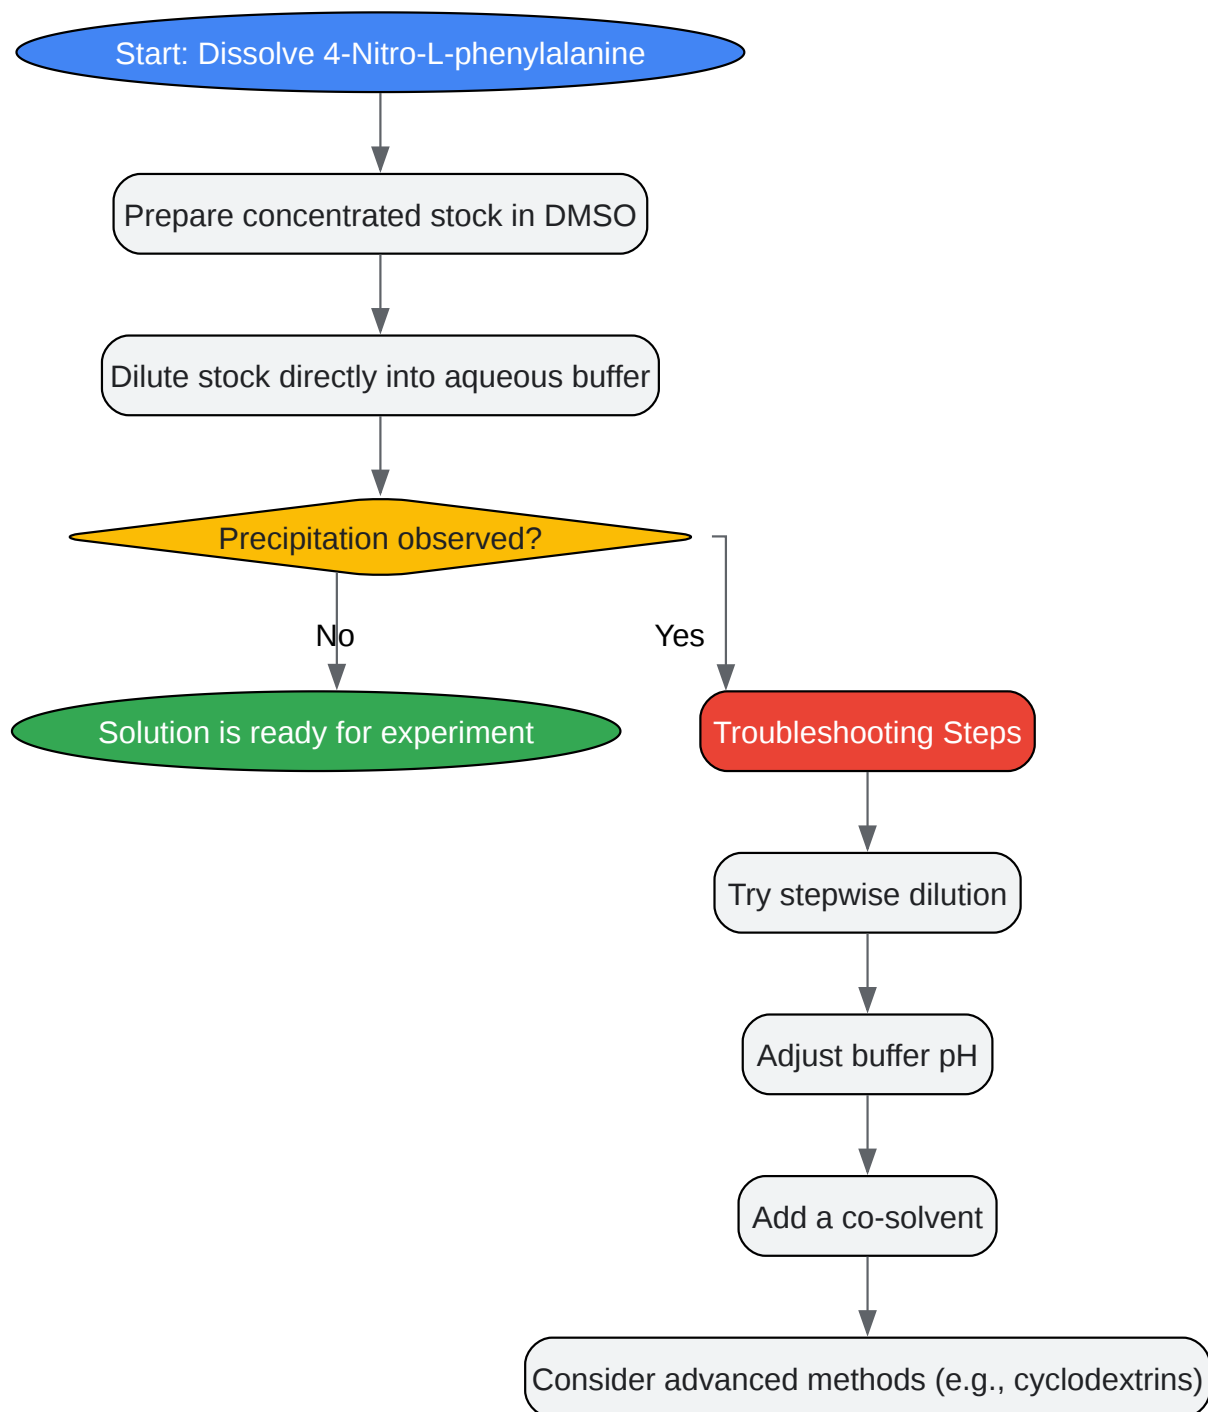 Start: Dissolve 4-Nitro-L-phenylalanine
Prepare concentrated stock in DMSO
Dilute stock directly into aqueous buffer
Precipitation observed?
No
Yes
Solution is ready for experiment
Troubleshooting Steps
Try stepwise dilution
Adjust buffer pH
Add a co-solvent
Consider advanced methods (e.g., cyclodextrins)